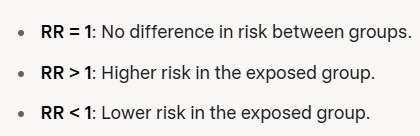 • RR = 1: No difference in risk between groups.
• RR > 1: Higher risk in the exposed group.
• RR < 1: Lower risk in the exposed group.